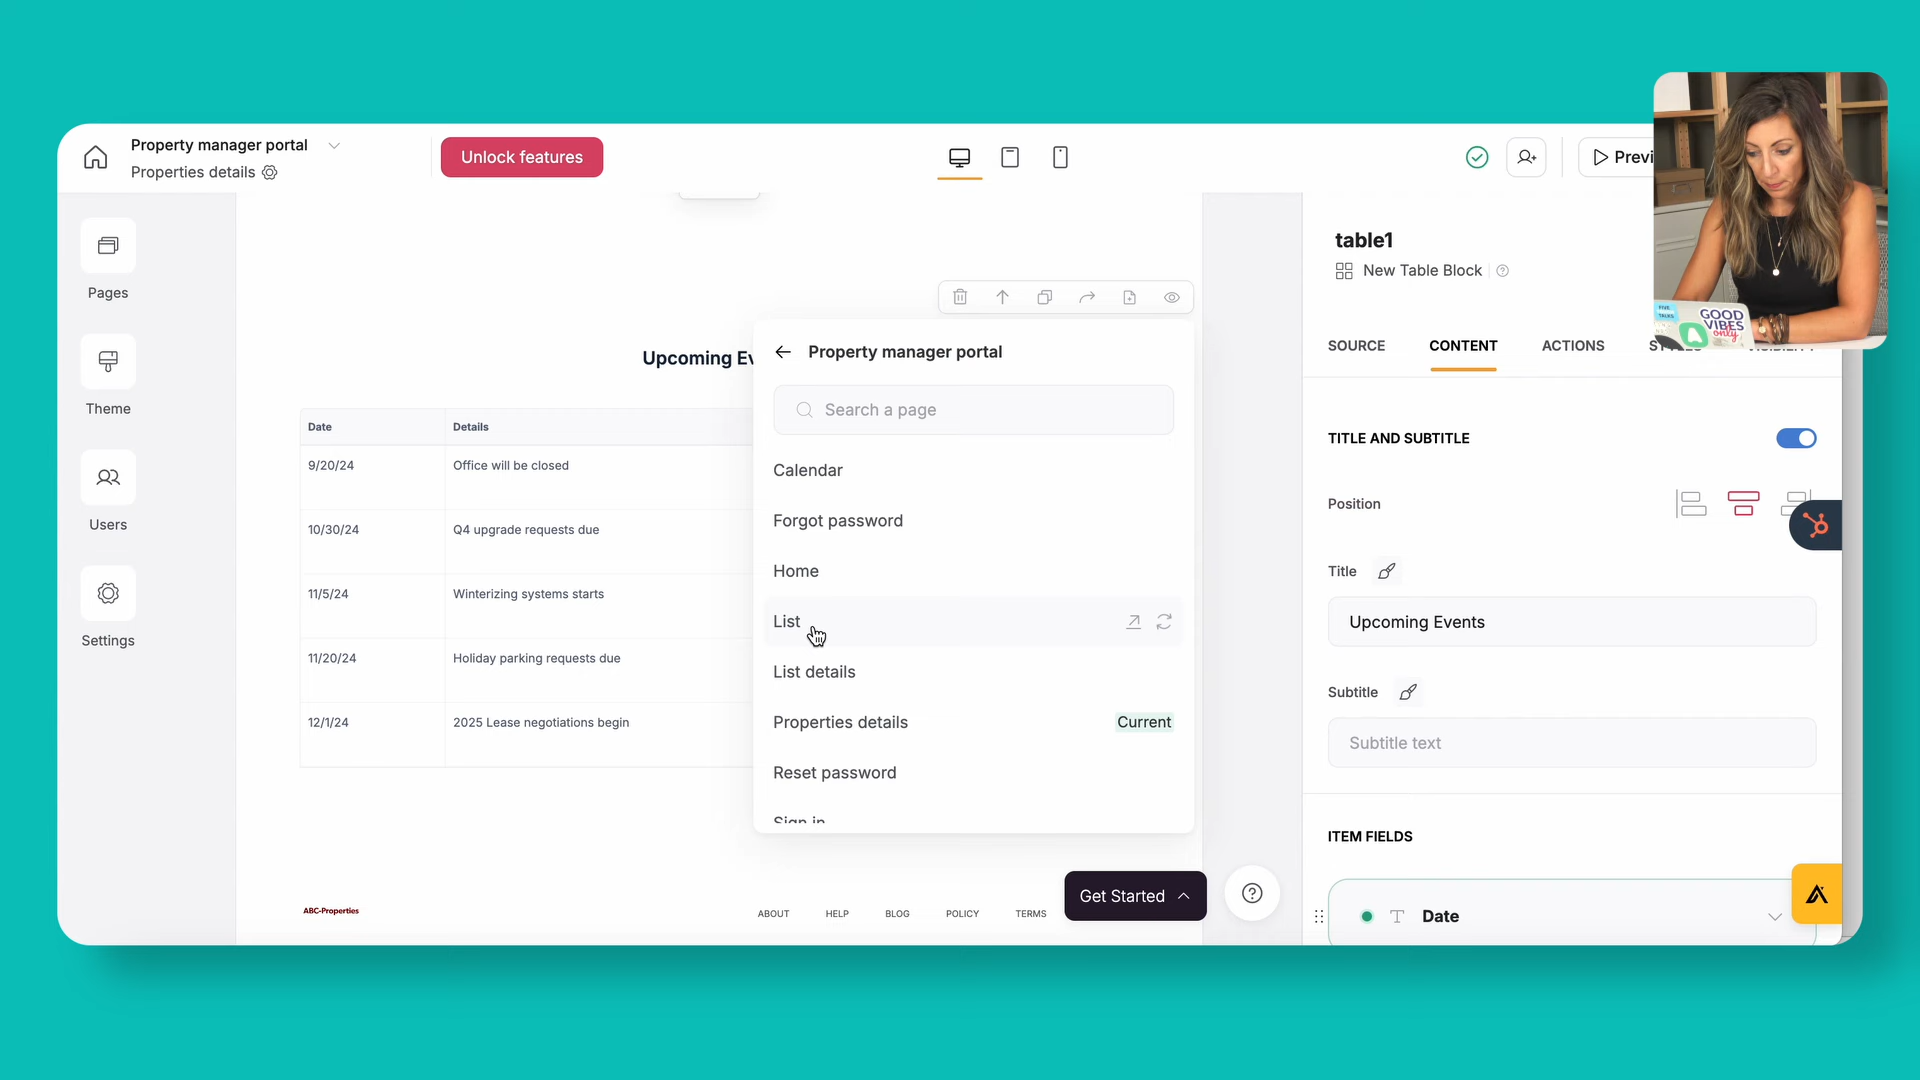 Property manager portal
Properties details
Unlock features
Previ
Pages
Theme
Users
Settings
Upcoming Ev
Date
Details
9/20/24
Office will be closed
10/30/24
Q4 upgrade requests due
11/5/24
Winterizing systems starts
11/20/24
Holiday parking requests due
12/1/24
2025 Lease negotiations begin
ABC-Properties
ABOUT
HELP
BLOG
POLICY
TERMS
Property manager portal
Search a page
Calendar
Forgot password
Home
List
List details
Properties details
Current
Reset password
Sign in
Get Started
table1
New Table Block
SOURCE
CONTENT
ACTIONS
TITLE AND SUBTITLE
Position
Title
Upcoming Events
Subtitle
Subtitle text
ITEM FIELDS
Date
FIVE
TALKS
GOOD
VIBES
only